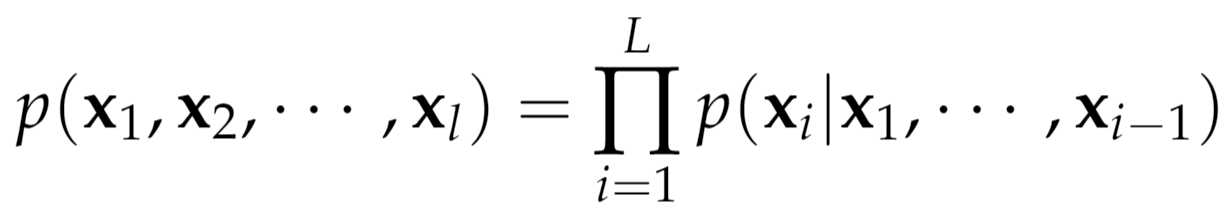 p(𝐱₁, 𝐱₂, · · · , 𝐱ₗ) = ∏ᵢ₌₁ᴸ p(𝐱ᵢ|𝐱₁, · · · , 𝐱ᵢ₋₁)